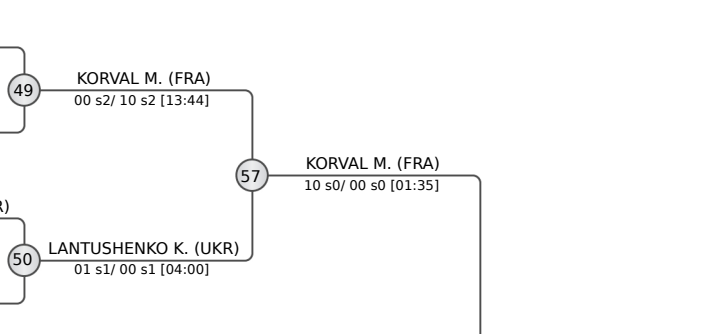 KORVAL M. (FRA)
49
00 s2/ 10 s2 [13:44]
KORVAL M. (FRA)
57
10 s0/ 00 s0 [01:35]
R)
LANTUSHENKO K. (UKR)
50
01 s1/ 00 s1 [04:00]